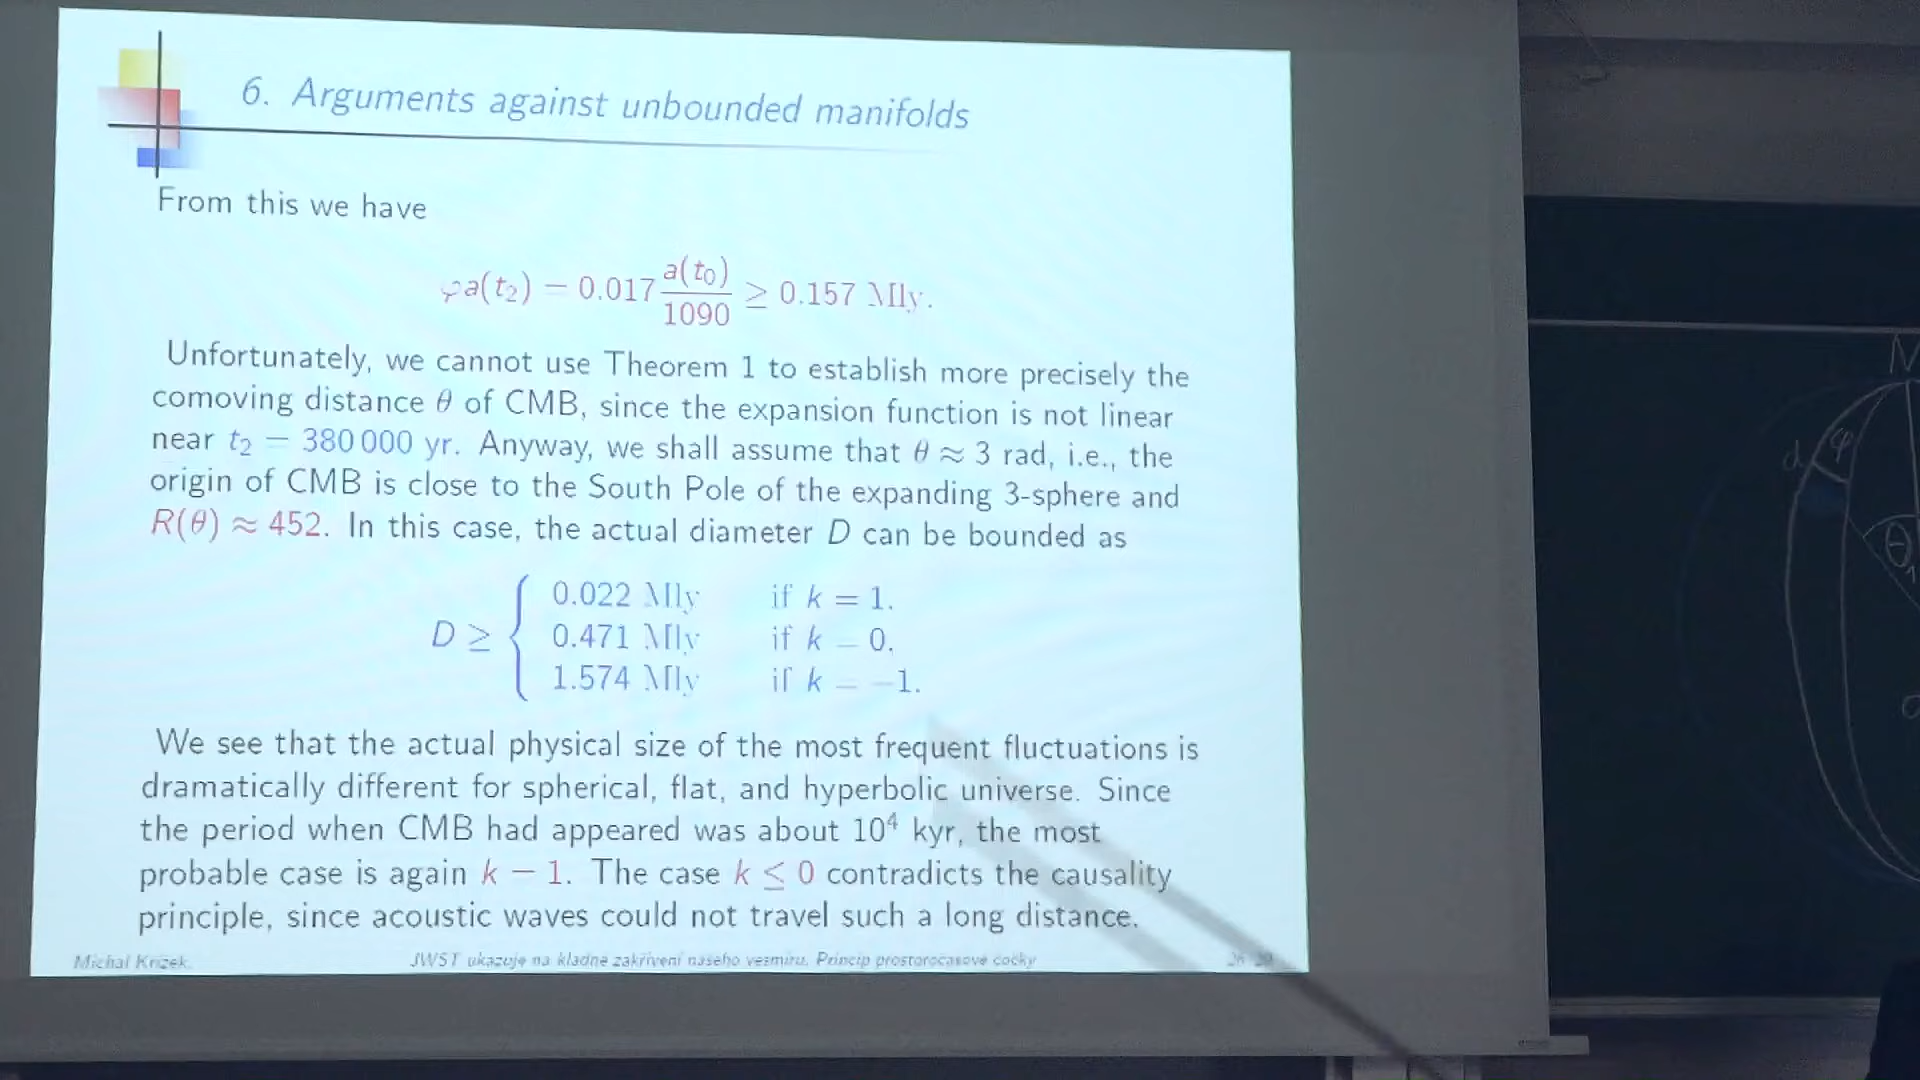 6. Arguments against unbounded manifolds
From this we have
φa(t₂) = 0.017 a(t₀)/1090 ≥ 0.157 Mly.
Unfortunately, we cannot use Theorem 1 to establish more precisely the
comoving distance θ of CMB, since the expansion function is not linear
near t₂ = 380 000 yr. Anyway, we shall assume that θ ≈ 3 rad, i.e., the
origin of CMB is close to the South Pole of the expanding 3-sphere and
R(θ) ≈ 452. In this case, the actual diameter D can be bounded as
D ≥ { 0.022 Mly if k = 1,
0.471 Mly if k = 0,
1.574 Mly if k = −1.
We see that the actual physical size of the most frequent fluctuations is
dramatically different for spherical, flat, and hyperbolic universe. Since
the period when CMB had appeared was about 10⁴ kyr, the most
probable case is again k = 1. The case k ≤ 0 contradicts the causality
principle, since acoustic waves could not travel such a long distance.
Michal Křížek, JWST ukazuje na kladné zakřivení našeho vesmíru. Princip prostoročasové čočky
N
d φ
θ₁